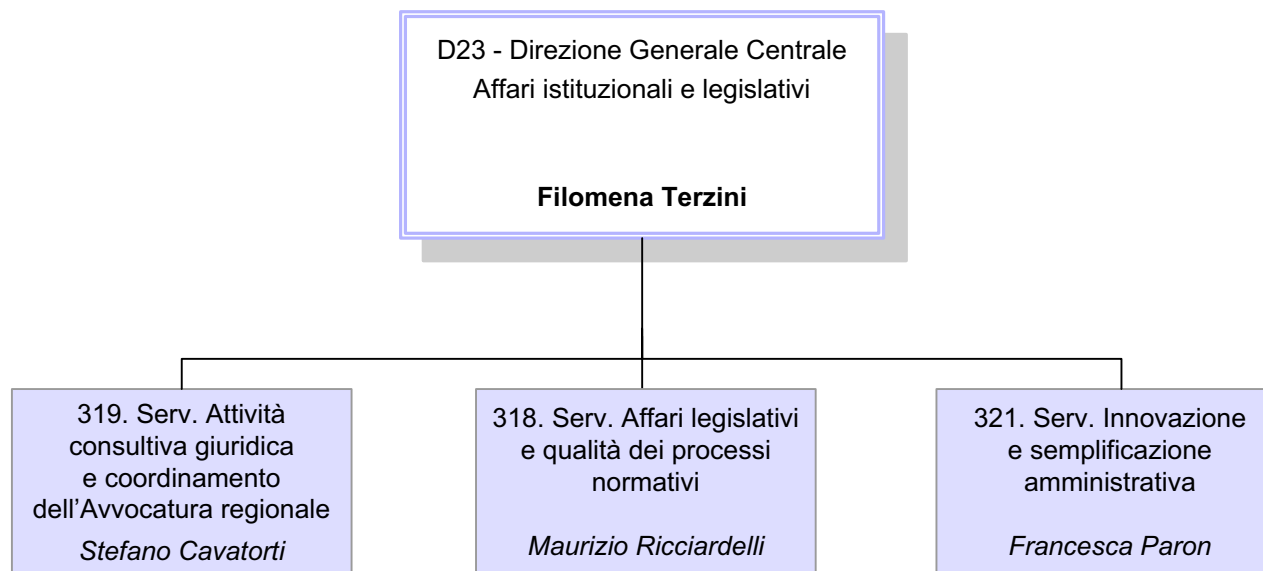 D23 - Direzione Generale Centrale
Affari istituzionali e legislativi
Filomena Terzini
319. Serv. Attività
consultiva giuridica
e coordinamento
dell’Avvocatura regionale
Stefano Cavatorti
318. Serv. Affari legislativi
e qualità dei processi
normativi
Maurizio Ricciardelli
321. Serv. Innovazione
e semplificazione
amministrativa
Francesca Paron